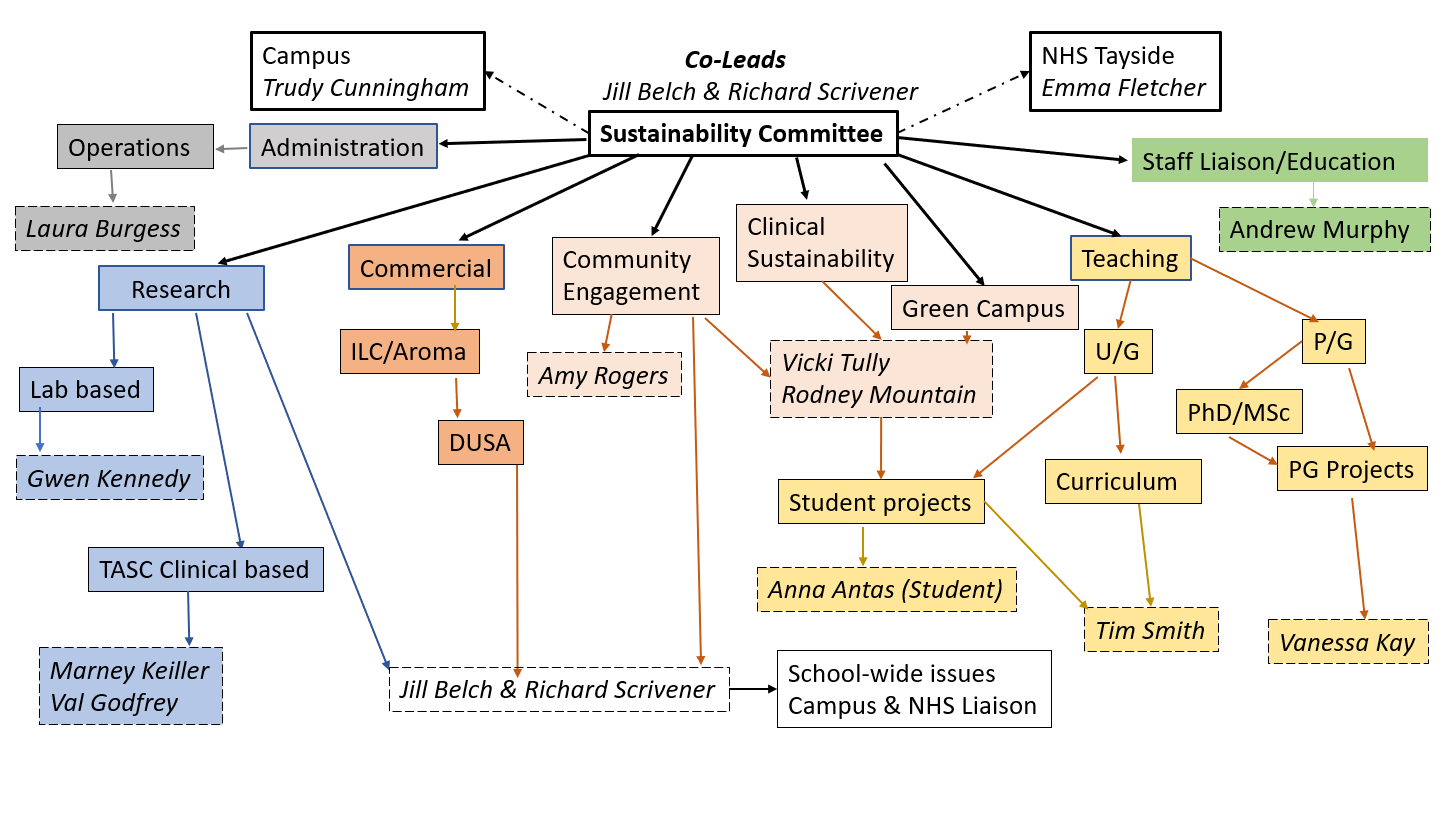 Campus
Trudy Cunningham
Co-Leads
Jill Belch & Richard Scrivener
NHS Tayside
Emma Fletcher
Sustainability Committee
Operations
Administration
Staff Liaison/Education
Laura Burgess
Andrew Murphy
Research
Commercial
Community
Engagement
Clinical
Sustainability
Green Campus
Teaching
Lab based
ILC/Aroma
Amy Rogers
Vicki Tully
Rodney Mountain
U/G
P/G
PhD/MSc
DUSA
Gwen Kennedy
Student projects
Curriculum
PG Projects
TASC Clinical based
Anna Antas (Student)
Tim Smith
Vanessa Kay
Marney Keiller
Val Godfrey
Jill Belch & Richard Scrivener
School-wide issues
Campus & NHS Liaison